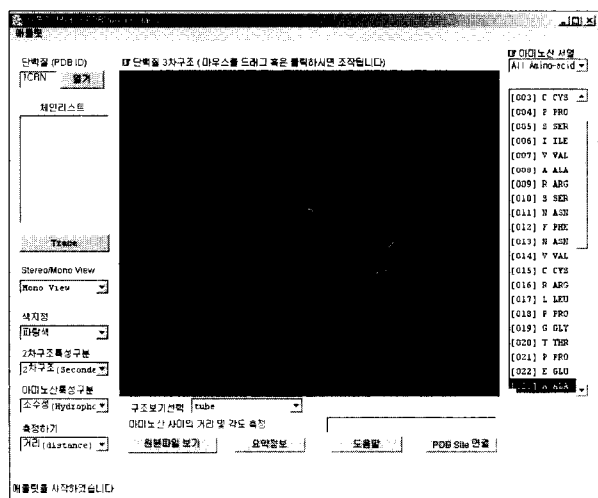 애플릿
단백질 (PDB ID)
1CRN 열기
체인리스트
Trace
Stereo/Mono View
Mono View
색지정
파랑색
2차구조특성구분
2차구조(Seconde
아미노산특성구분
소수성(Hydrophc
측정하기
거리(distance)
☞ 단백질 3차구조 ( 마우스를 드래그 혹은 클릭하시면 조작됩니다)
구조보기선택 tube
아미노산 사이의 거리 및 각도 측정
원본파일 보기 요약정보 도움말 PDB Site 연결
☞ 아미노산 서열
All Amino-acid
[003] C CYS
[004] P PRO
[005] S SER
[006] I ILE
[007] V VAL
[008] A ALA
[009] R ARG
[010] S SER
[011] N ASN
[012] F PHE
[013] N ASN
[014] V VAL
[015] C CYS
[016] R ARG
[017] L LEU
[018] P PRO
[019] G GLY
[020] T THR
[021] P PRO
[022] E GLU
[023] A ALA
애플릿를 사작하였습니다